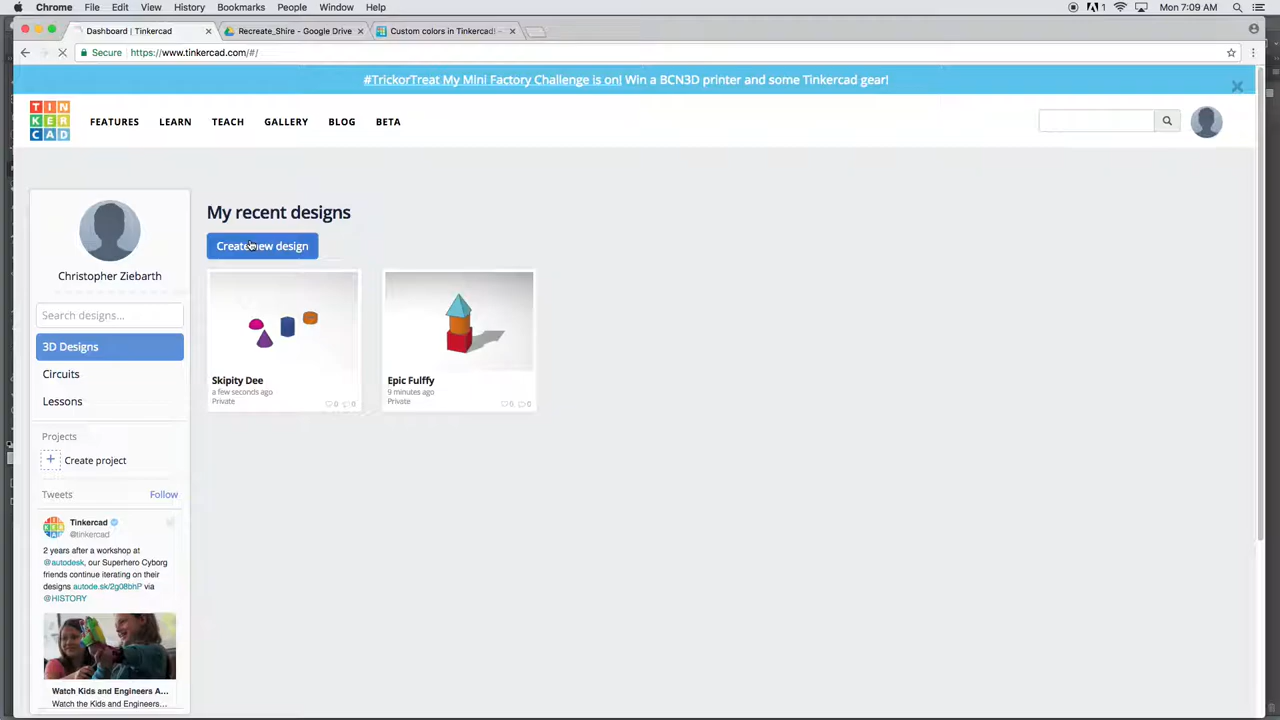 Chrome File Edit View History Bookmarks People Window Help
1 Mon 7:09 AM
Dashboard | Tinkercad
Recreate_Shire - Google Drive
Custom colors in Tinkercad! -
Secure https://www.tinkercad.com/#/
#TrickorTreat My Mini Factory Challenge is on! Win a BCN3D printer and some Tinkercad gear!
TIN
KER
CAD
FEATURES LEARN TEACH GALLERY BLOG BETA
My recent designs
Create new design
Christopher Ziebarth
Search designs...
3D Designs
Circuits
Lessons
Projects
+ Create project
Tweets Follow
Tinkercad
@tinkercad
2 years after a workshop at
@autodesk, our Superhero Cyborg
friends continue iterating on their
designs autode.sk/2g08bhP via
@HISTORY
Watch Kids and Engineers A...
Watch the Kids and Engineers...
Skipity Dee
a few seconds ago
Private
0 0
Epic Fulffy
9 minutes ago
Private
0 0